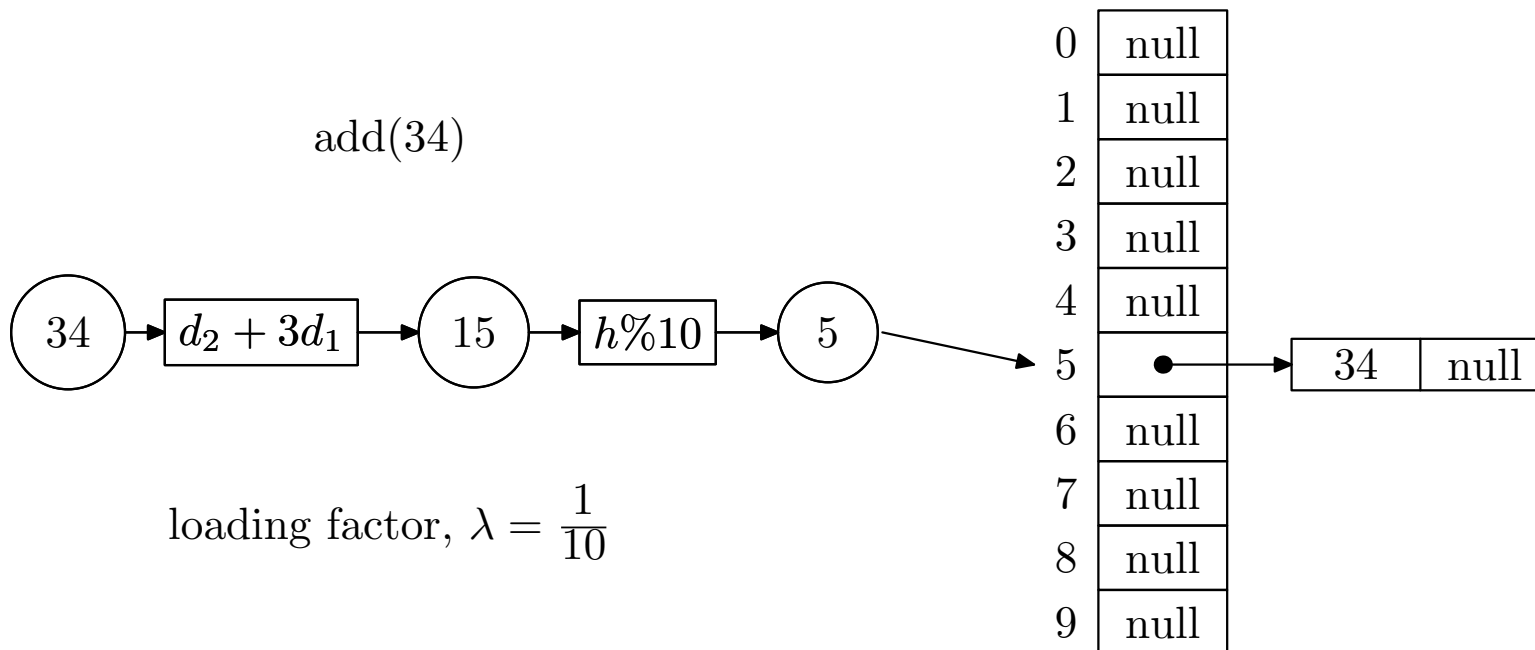 add(34)
34
d₂ + 3d₁
15
h%10
5
loading factor, λ = 1/10
0 null
1 null
2 null
3 null
4 null
5
34 null
6 null
7 null
8 null
9 null